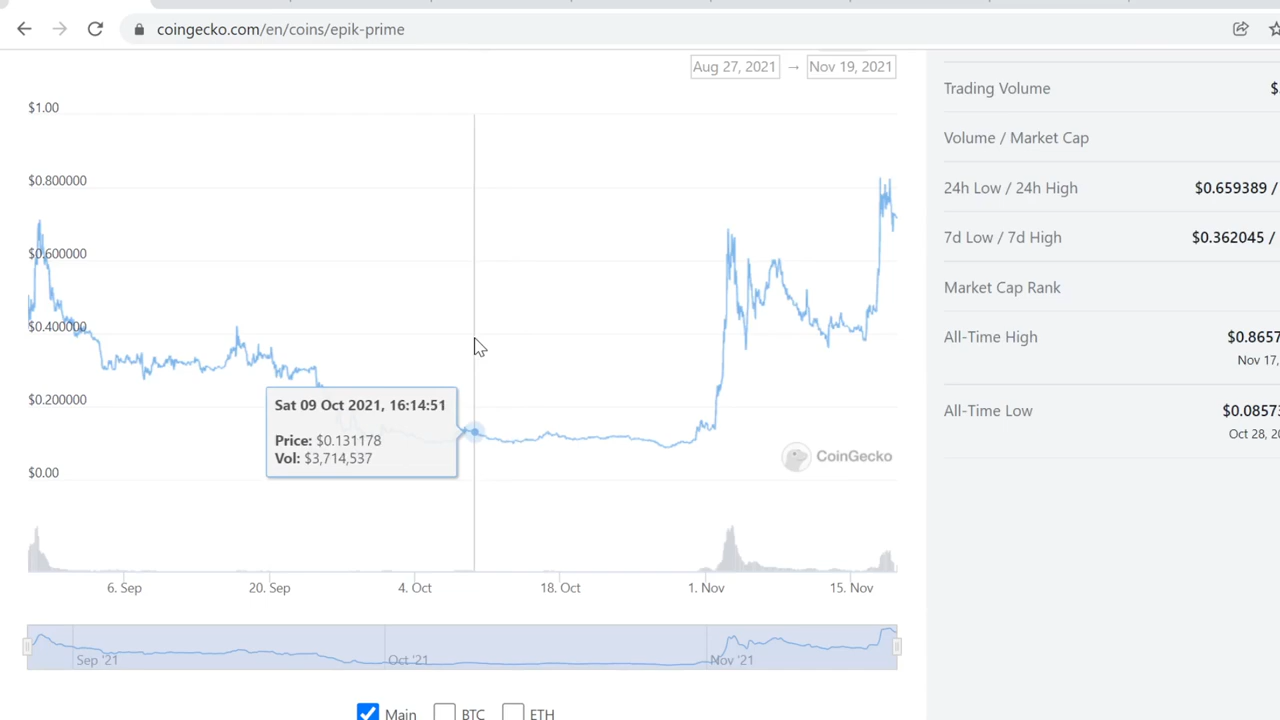 coingecko.com/en/coins/epik-prime
Aug 27, 2021 → Nov 19, 2021
$1.00
$0.800000
$0.600000
$0.400000
$0.200000
$0.00
Sat 09 Oct 2021, 16:14:51
Price: $0.131178
Vol: $3,714,537
CoinGecko
6. Sep 20. Sep 4. Oct 18. Oct 1. Nov 15. Nov
Sep '21 Oct '21 Nov '21
Main BTC ETH
Trading Volume $
Volume / Market Cap
24h Low / 24h High $0.659389 /
7d Low / 7d High $0.362045 /
Market Cap Rank
All-Time High $0.8657
Nov 17,
All-Time Low $0.0857
Oct 28, 20